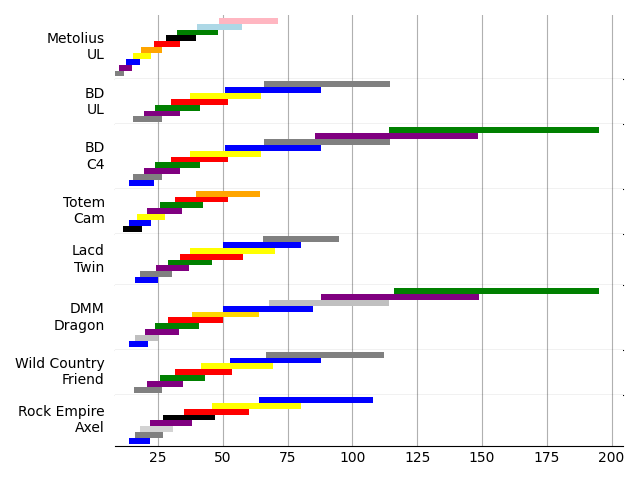 Metolius
UL
BD
UL
BD
C4
Totem
Cam
Lacd
Twin
DMM
Dragon
Wild Country
Friend
Rock Empire
Axel
25 50 75 100 125 150 175 200